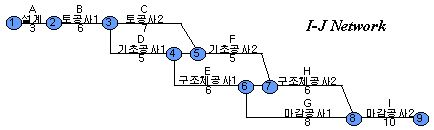 I-J Network
A
설계
3
B
토공사1
6
C
토공사2
7
D
기초공사1
5
F
기초공사2
5
E
구조체공사1
6
H
구조체공사2
6
G
마감공사1
8
I
마감공사2
10
1
2
3
4
5
6
7
8
9